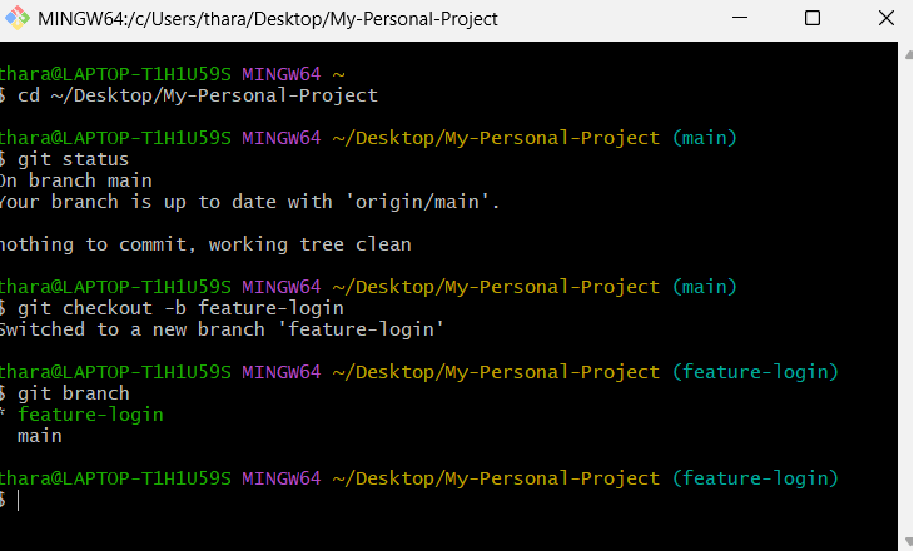 MINGW64:/c/Users/thara/Desktop/My-Personal-Project
thara@LAPTOP-T1H1U59S MINGW64 ~
$ cd ~/Desktop/My-Personal-Project
thara@LAPTOP-T1H1U59S MINGW64 ~/Desktop/My-Personal-Project (main)
$ git status
On branch main
Your branch is up to date with 'origin/main'.
nothing to commit, working tree clean
thara@LAPTOP-T1H1U59S MINGW64 ~/Desktop/My-Personal-Project (main)
$ git checkout -b feature-login
Switched to a new branch 'feature-login'
thara@LAPTOP-T1H1U59S MINGW64 ~/Desktop/My-Personal-Project (feature-login)
$ git branch
* feature-login
main
thara@LAPTOP-T1H1U59S MINGW64 ~/Desktop/My-Personal-Project (feature-login)
$